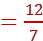 = 12/7